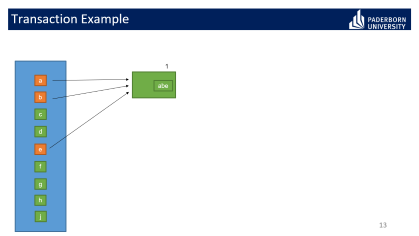 Transaction Example
PADERBORN
UNIVERSITY
1
a
abe
b
c
d
e
f
g
h
j
13